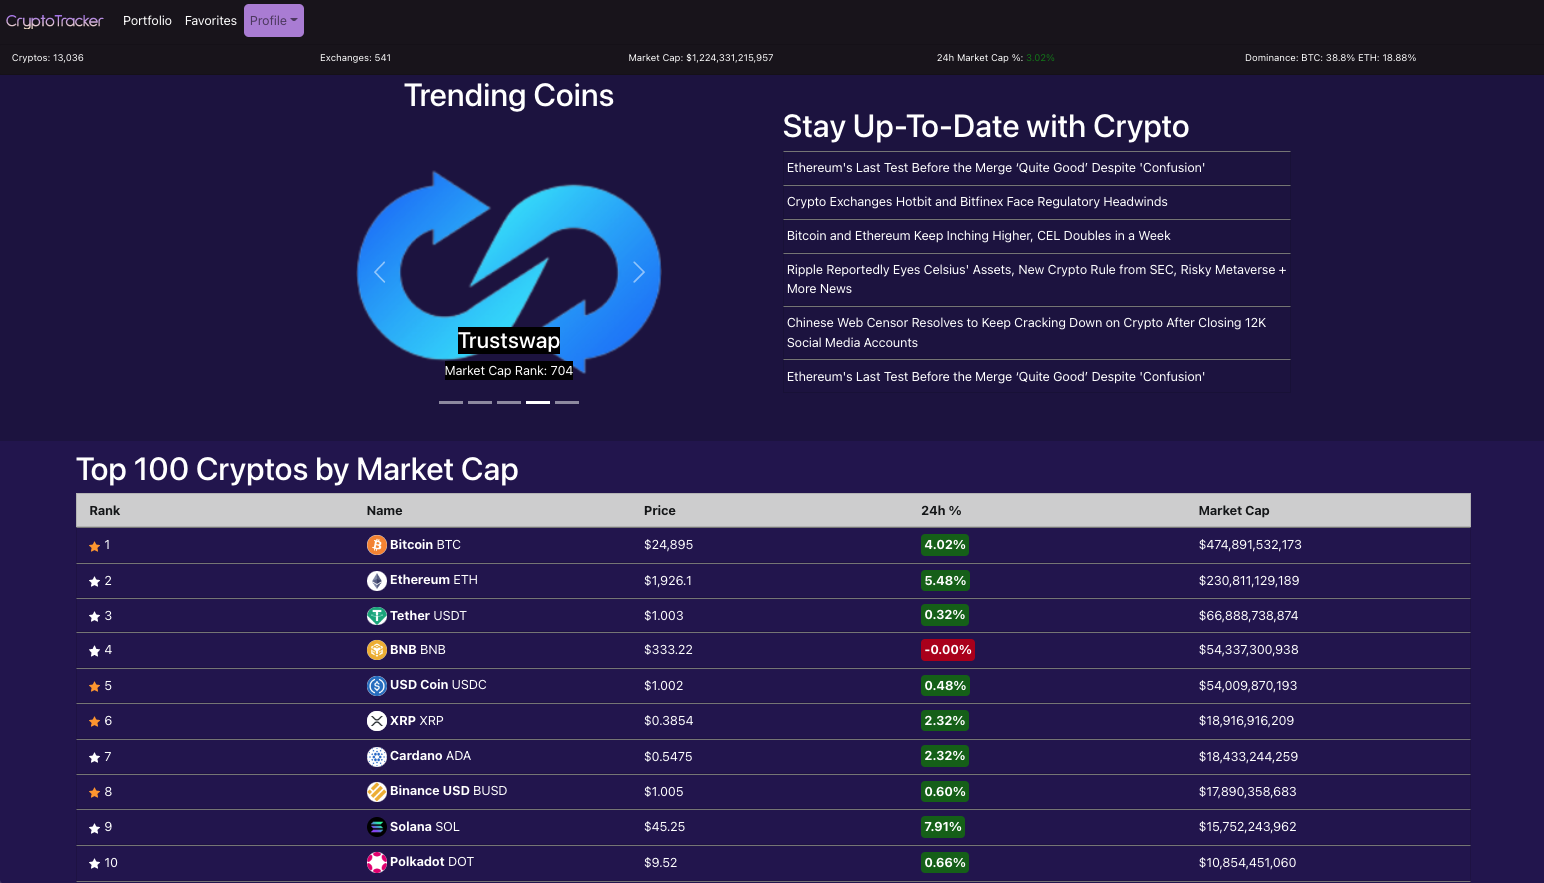 CryptoTracker Portfolio Favorites Profile
Cryptos: 13,036 Exchanges: 541 Market Cap: $1,224,331,215,957 24h Market Cap %: 3.02% Dominance: BTC: 38.8% ETH: 18.88%
Trending Coins
Trustswap
Market Cap Rank: 704
Stay Up-To-Date with Crypto
Ethereum's Last Test Before the Merge ‘Quite Good’ Despite 'Confusion'
Crypto Exchanges Hotbit and Bitfinex Face Regulatory Headwinds
Bitcoin and Ethereum Keep Inching Higher, CEL Doubles in a Week
Ripple Reportedly Eyes Celsius' Assets, New Crypto Rule from SEC, Risky Metaverse +
More News
Chinese Web Censor Resolves to Keep Cracking Down on Crypto After Closing 12K
Social Media Accounts
Ethereum's Last Test Before the Merge ‘Quite Good’ Despite 'Confusion'
Top 100 Cryptos by Market Cap
Rank Name Price 24h % Market Cap
1 Bitcoin BTC $24,895 4.02% $474,891,532,173
2 Ethereum ETH $1,926.1 5.48% $230,811,129,189
3 Tether USDT $1.003 0.32% $66,888,738,874
4 BNB BNB $333.22 -0.00% $54,337,300,938
5 USD Coin USDC $1.002 0.48% $54,009,870,193
6 XRP XRP $0.3854 2.32% $18,916,916,209
7 Cardano ADA $0.5475 2.32% $18,433,244,259
8 Binance USD BUSD $1.005 0.60% $17,890,358,683
9 Solana SOL $45.25 7.91% $15,752,243,962
10 Polkadot DOT $9.52 0.66% $10,854,451,060